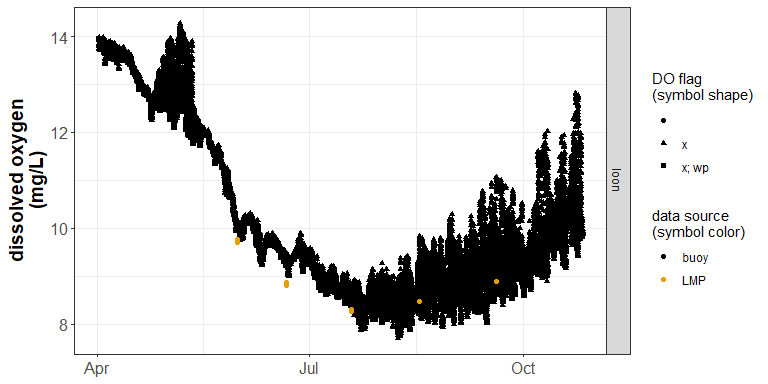 dissolved oxygen
(mg/L)
14
12
10
8
Apr
Jul
Oct
loon
DO flag
(symbol shape)
x
x; wp
data source
(symbol color)
buoy
LMP